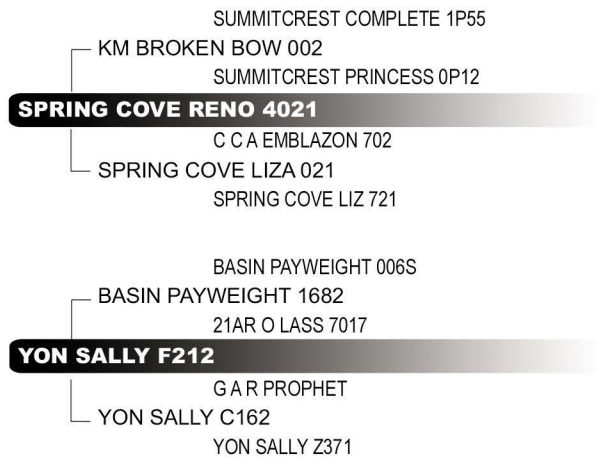 SUMMITCREST COMPLETE 1P55
KM BROKEN BOW 002
SUMMITCREST PRINCESS 0P12
SPRING COVE RENO 4021
C C A EMBLAZON 702
SPRING COVE LIZA 021
SPRING COVE LIZ 721
BASIN PAYWEIGHT 006S
BASIN PAYWEIGHT 1682
21AR O LASS 7017
YON SALLY F212
G A R PROPHET
YON SALLY C162
YON SALLY Z371